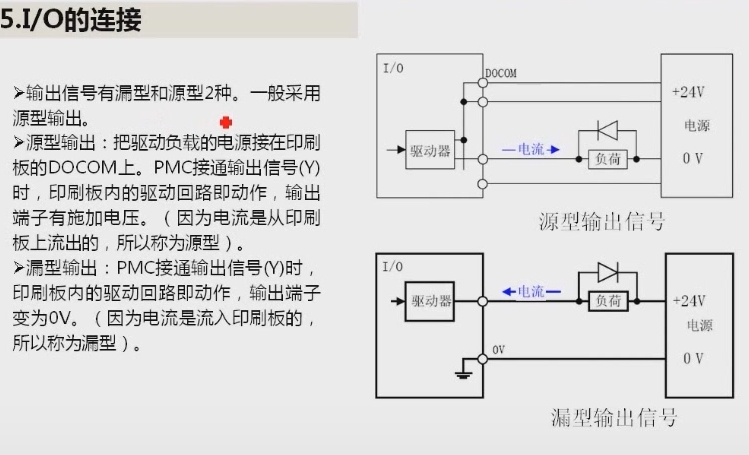 5.I/O的连接
➢输出信号有漏型和源型2种。一般采用
源型输出。
➢源型输出：把驱动负载的电源接在印刷
板的DOCOM上。PMC接通输出信号(Y)
时，印刷板内的驱动回路即动作，输出
端子有施加电压。（因为电流是从印刷
板上流出的，所以称为源型）。
➢漏型输出：PMC接通输出信号(Y)时，
印刷板内的驱动回路即动作，输出端子
变为0V。（因为电流是流入印刷板的，
所以称为漏型）。
I/O
DOCOM
+24V
电源
驱动器
电流
负荷
0 V
源型输出信号
I/O
电流
驱动器
负荷
+24V
电源
0V
0 V
漏型输出信号